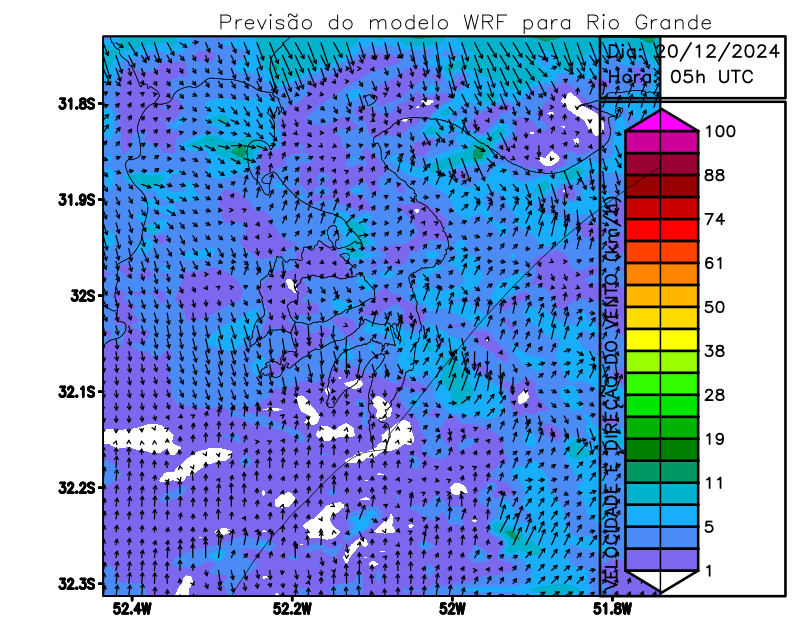 Previsão do modelo WRF para Rio Grande
Dia: 20/12/2024
Hora: 05h UTC
31.8S
31.9S
32S
32.1S
32.2S
32.3S
52.4W
52.2W
52W
51.8W
VELOCIDADE E DIREÇÃO DO VENTO (km/h)
100
88
74
61
50
38
28
19
11
5
1